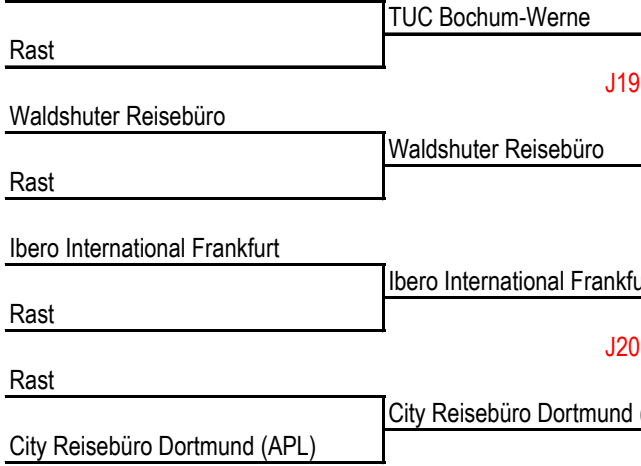 TUC Bochum-Werne
Rast
J19
Waldshuter Reisebüro
Waldshuter Reisebüro
Rast
Ibero International Frankfurt
Ibero International Frankfu
Rast
J20
Rast
City Reisebüro Dortmund (
City Reisebüro Dortmund (APL)